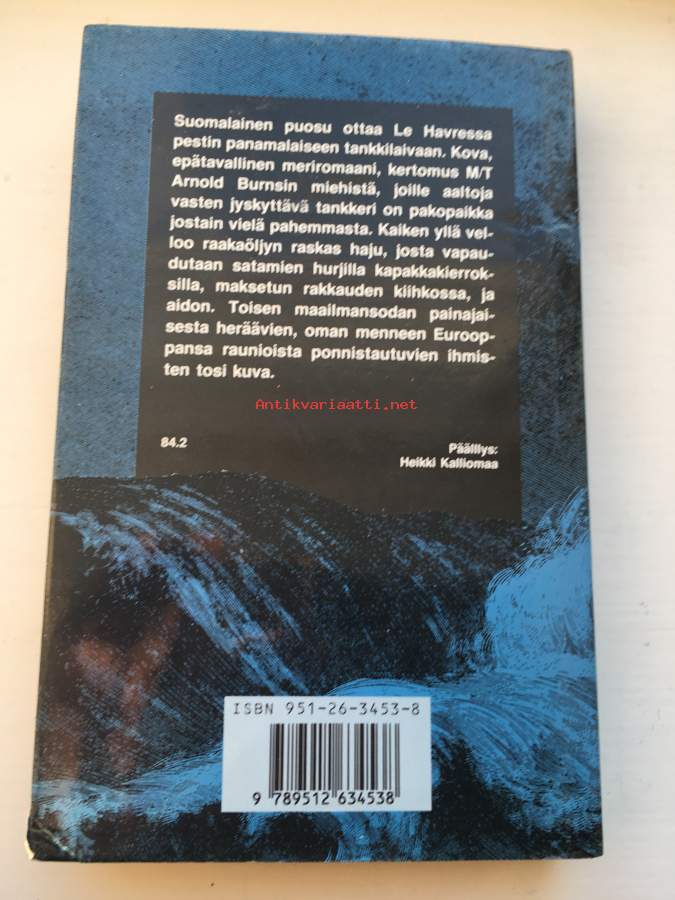 Suomalainen puosu ottaa Le Havressa
pestin panamalaiseen tankkilaivaan. Kova,
epätavallinen meriromaani, kertomus M/T
Arnold Burnsin miehistä, joille aaltoja
vasten jyskyttävä tankkeri on pakopaikka
jostain vielä pahemmasta. Kaiken yllä vel-
loo raakaöljyn raskas haju, josta vapau-
dutaan satamien hurjilla kapakkakierrok-
silla, maksetun rakkauden kiihkossa, ja
aidon. Toisen maailmansodan painajai-
sesta heräävien, oman menneen Euroop-
pansa raunioista ponnistautuvien ihmis-
ten tosi kuva.
Antikvariaatti.net
84.2
Päällys:
Heikki Kalliomaa
ISBN 951-26-3453-8
9 789512 634538